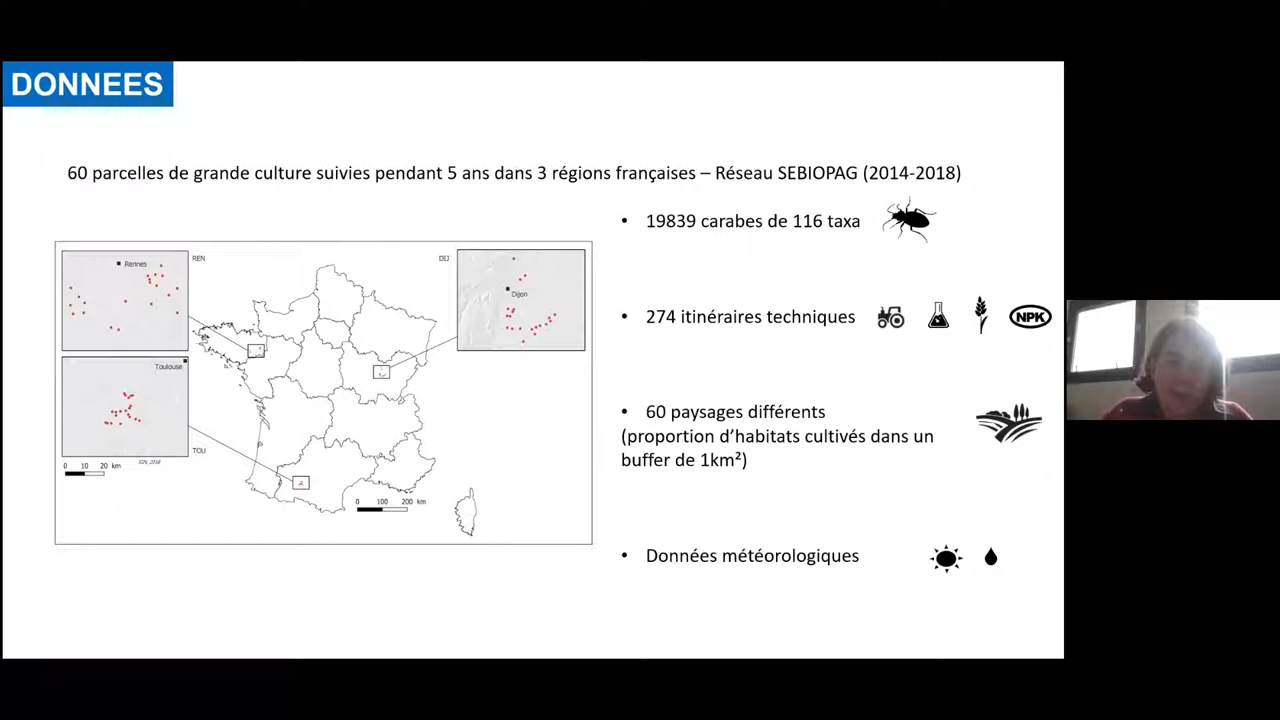 DONNEES
60 parcelles de grande culture suivies pendant 5 ans dans 3 régions françaises – Réseau SEBIOPAG (2014-2018)
• 19839 carabes de 116 taxa
REN
DIJ
Rennes
Dijon
• 274 itinéraires techniques
NPK
Toulouse
• 60 paysages différents
(proportion d’habitats cultivés dans un
buffer de 1km²)
TOU
0 10 20 km
IGN_2018
0 100 200 km
• Données météorologiques